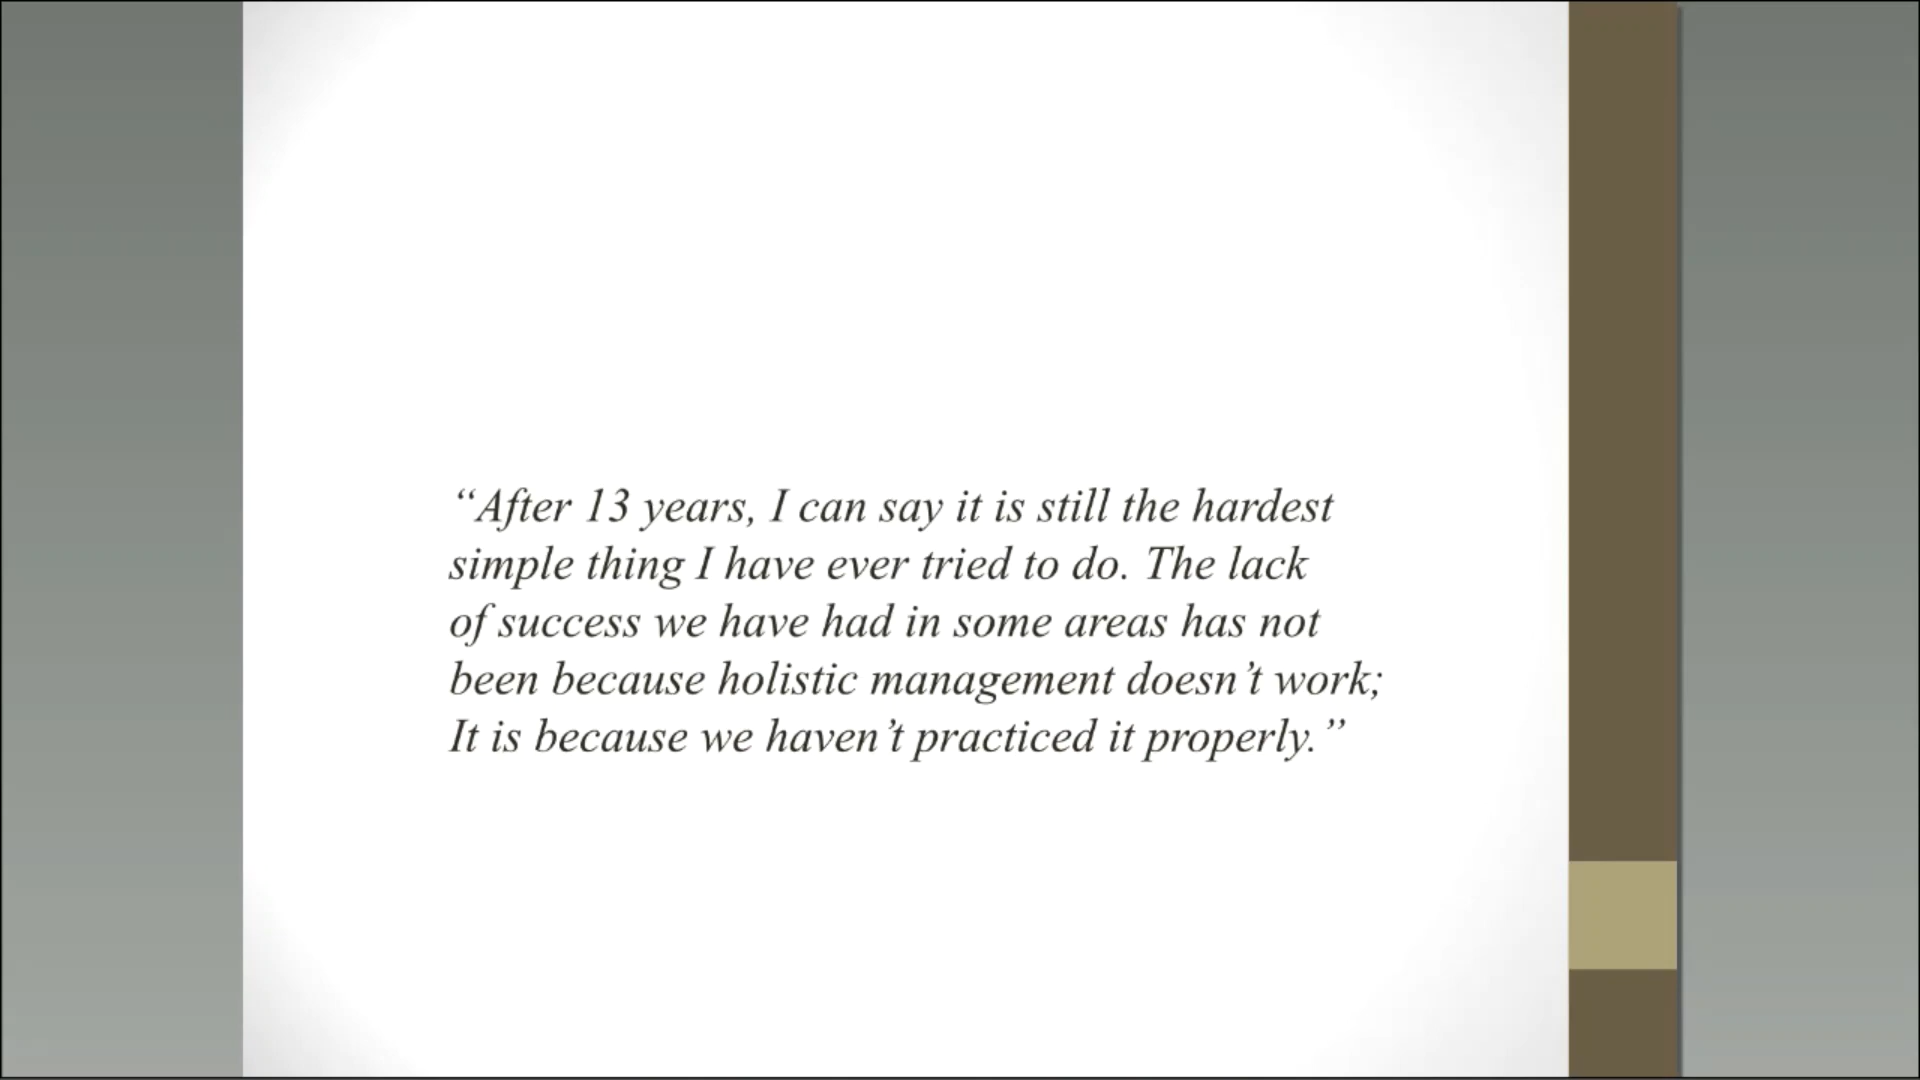 “After 13 years, I can say it is still the hardest
simple thing I have ever tried to do. The lack
of success we have had in some areas has not
been because holistic management doesn’t work;
It is because we haven’t practiced it properly.”